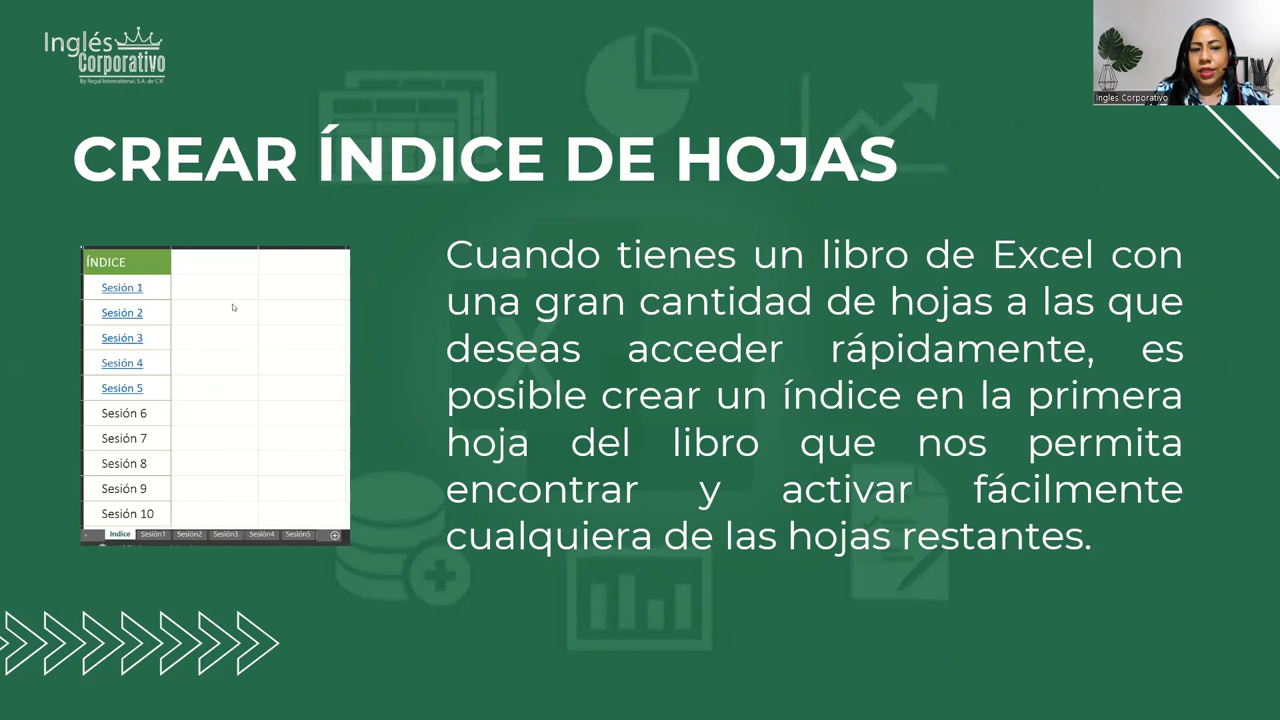 Inglés
Corporativo
By Regal International, S.A. de C.V.
Ingles Corporativo
CREAR ÍNDICE DE HOJAS
ÍNDICE
Sesión 1
Sesión 2
Sesión 3
Sesión 4
Sesión 5
Sesión 6
Sesión 7
Sesión 8
Sesión 9
Sesión 10
Indice Sesión1 Sesión2 Sesión3 Sesión4 Sesión5
Cuando tienes un libro de Excel con
una gran cantidad de hojas a las que
deseas acceder rápidamente, es
posible crear un índice en la primera
hoja del libro que nos permita
encontrar y activar fácilmente
cualquiera de las hojas restantes.